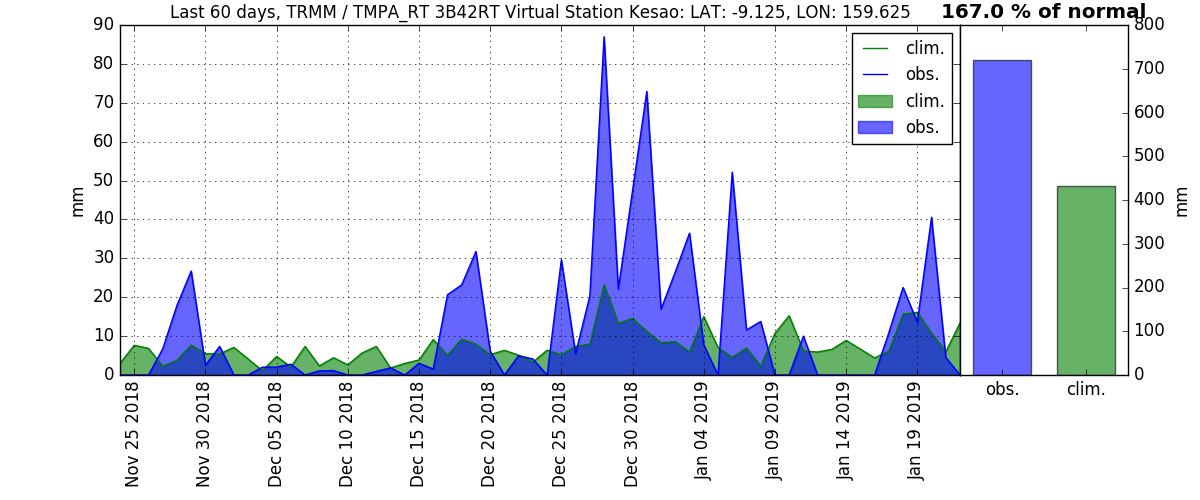 Last 60 days, TRMM / TMPA_RT 3B42RT Virtual Station Kesao: LAT: -9.125, LON: 159.625
167.0 % of normal
90
80
70
60
50
40
30
20
10
0
mm
clim.
obs.
clim.
obs.
800
700
600
500
400
300
200
100
0
mm
obs.
clim.
Nov 25 2018
Nov 30 2018
Dec 05 2018
Dec 10 2018
Dec 15 2018
Dec 20 2018
Dec 25 2018
Dec 30 2018
Jan 04 2019
Jan 09 2019
Jan 14 2019
Jan 19 2019